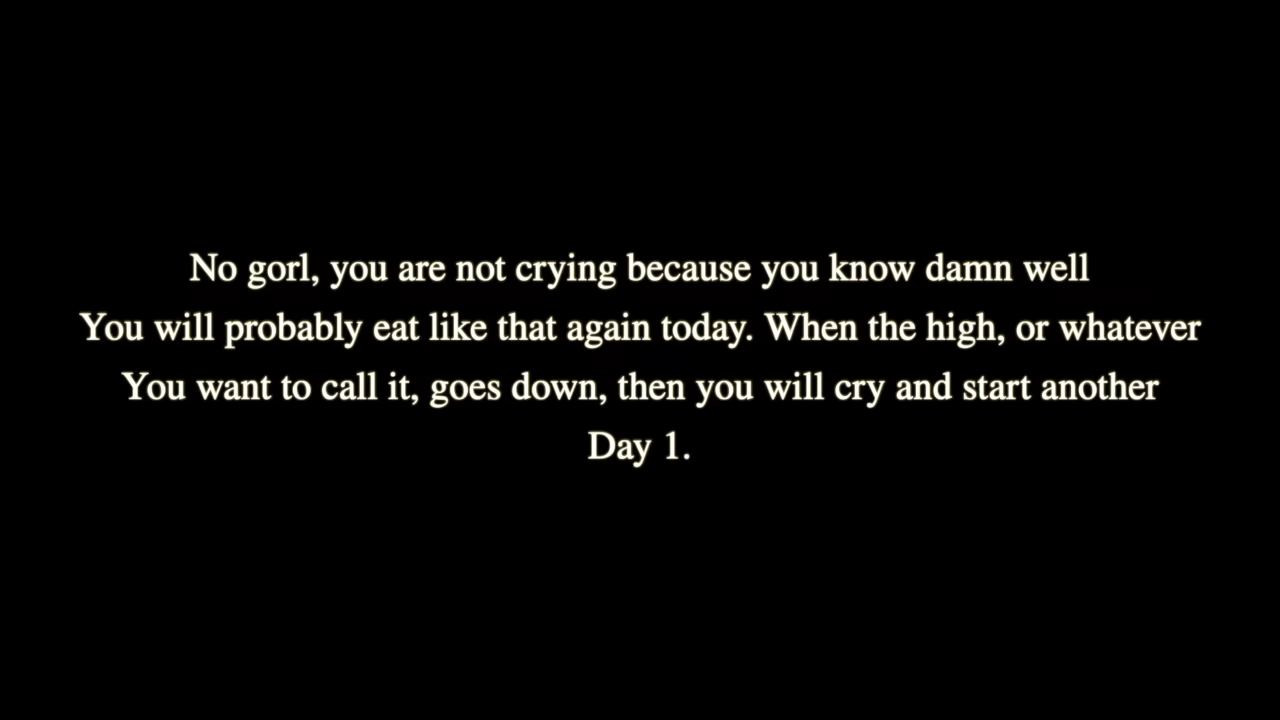 No gorl, you are not crying because you know damn well
You will probably eat like that again today. When the high, or whatever
You want to call it, goes down, then you will cry and start another
Day 1.